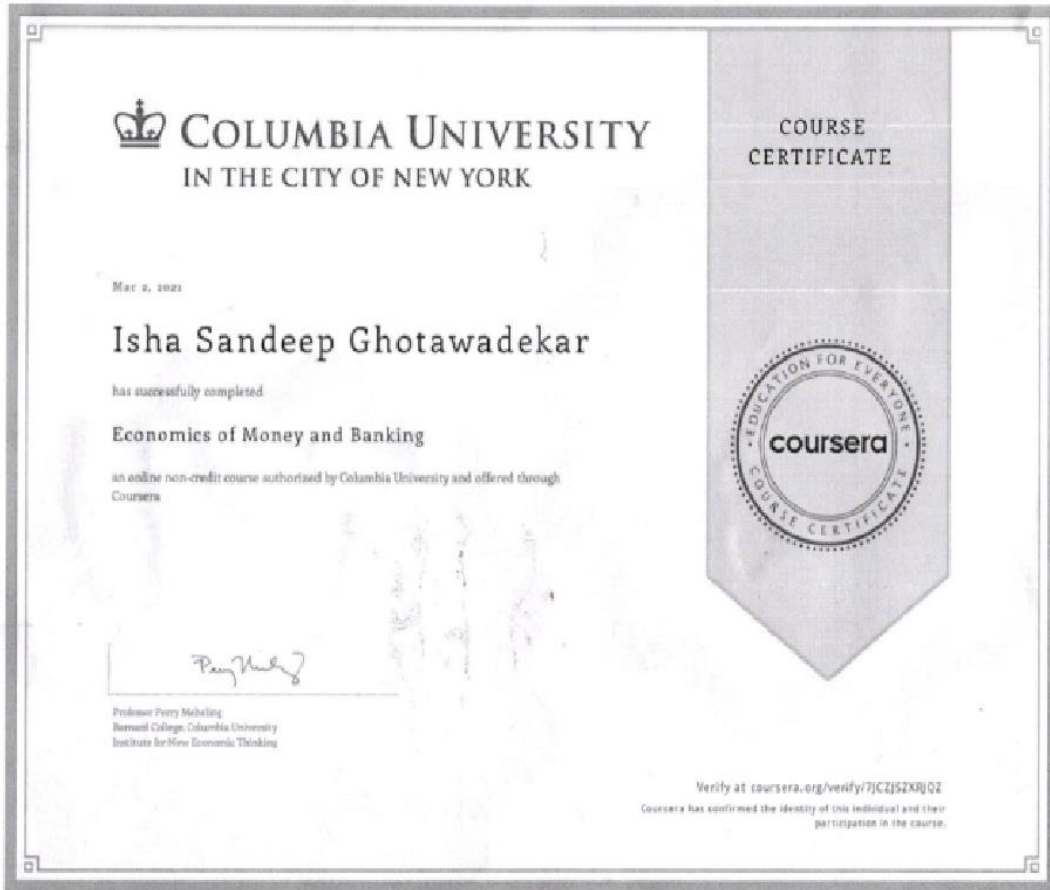 COLUMBIA UNIVERSITY
IN THE CITY OF NEW YORK
COURSE
CERTIFICATE
Mar 2, 2021
Isha Sandeep Ghotawadekar
has successfully completed
Economics of Money and Banking
an online non-credit course authorized by Columbia University and offered through
Coursera
EDUCATION FOR EVERYONE
coursera
COURSE CERTIFICATE
Professor Perry Mehrling
Barnard College, Columbia University
Institute for New Economic Thinking
Verify at coursera.org/verify/
Coursera has confirmed the identity of this individual and their
participation in the course.